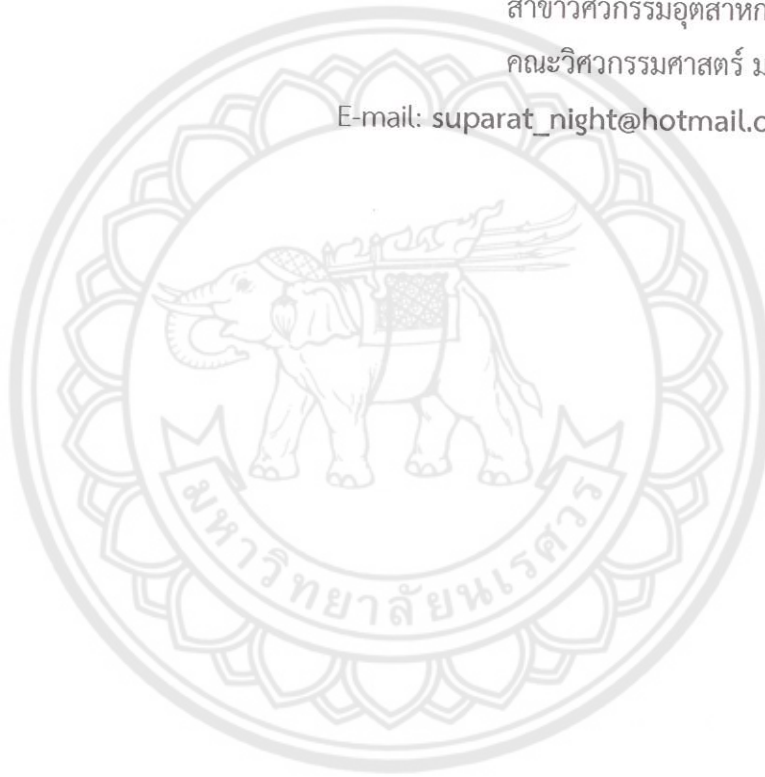 สาขาวิศวกรรมอุตสาห
คณะวิศวกรรมศาสตร์ ม
E-mail: suparat_night@hotmail.c
มหาวิทยาลัยนเรศวร